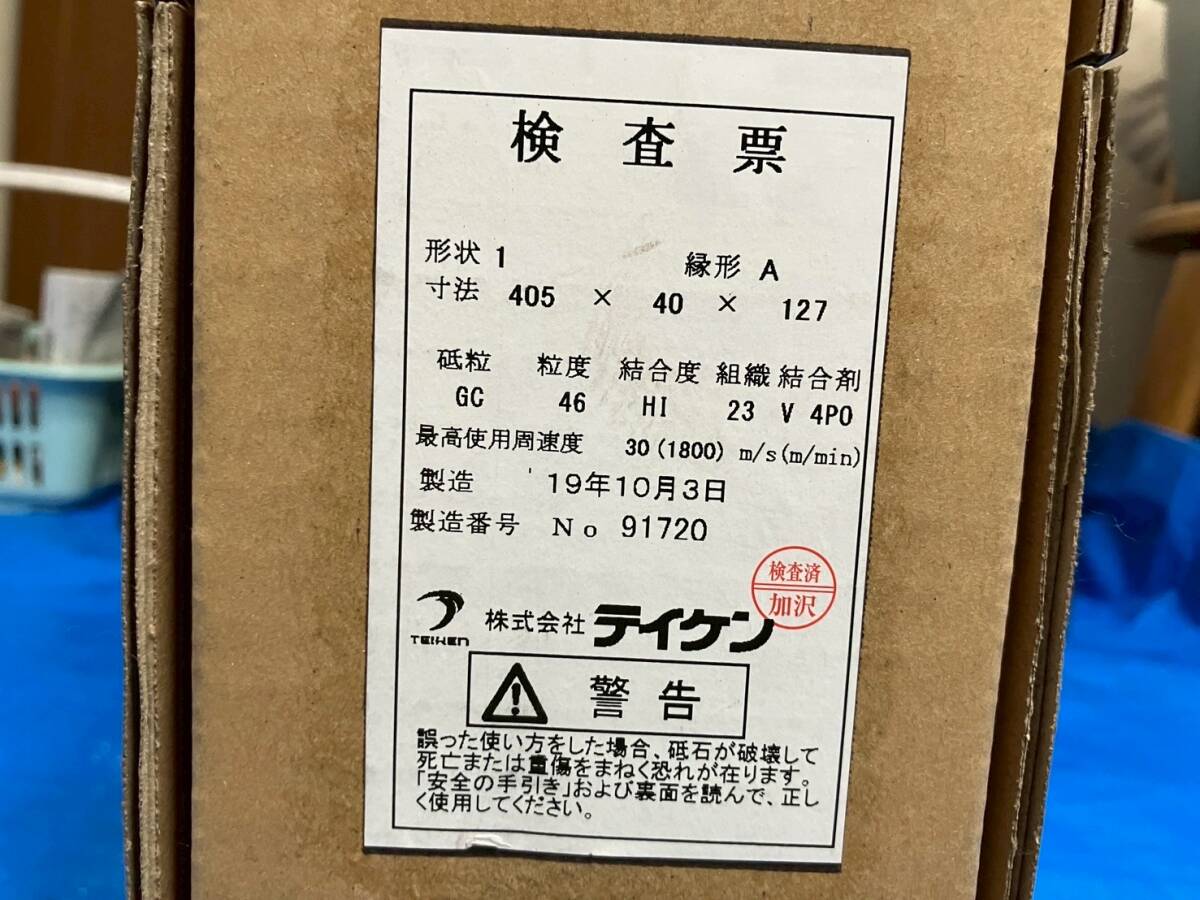 検査票
形状 1 縁形 A
寸法 405 × 40 × 127
砥粒 粒度 結合度 組織 結合剤
GC 46 HI 23 V 4PO
最高使用周速度 30(1800) m/s(m/min)
製造 '19年10月3日
製造番号 No 91720
検査済
加沢
TEIKEN 株式会社テイケン
警告
誤った使い方をした場合、砥石が破壊して
死亡または重傷をまねく恐れが在ります。
「安全の手引き」および裏面を読んで、正し
く使用してください。